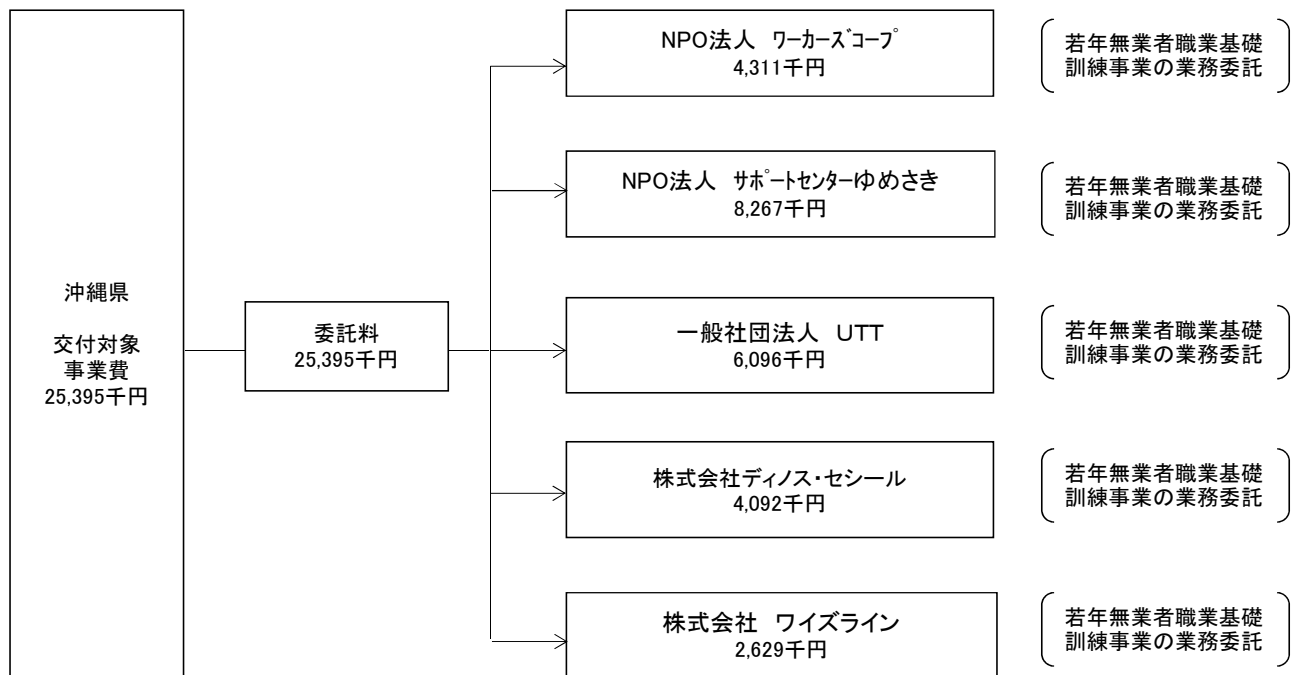 沖縄県
交付対象
事業費
25,395千円
委託料
25,395千円
NPO法人　ワーカーズコープ
4,311千円
若年無業者職業基礎
訓練事業の業務委託
NPO法人　サポートセンターゆめさき
8,267千円
若年無業者職業基礎
訓練事業の業務委託
一般社団法人　UTT
6,096千円
若年無業者職業基礎
訓練事業の業務委託
株式会社ディノス・セシール
4,092千円
若年無業者職業基礎
訓練事業の業務委託
株式会社　ワイズライン
2,629千円
若年無業者職業基礎
訓練事業の業務委託